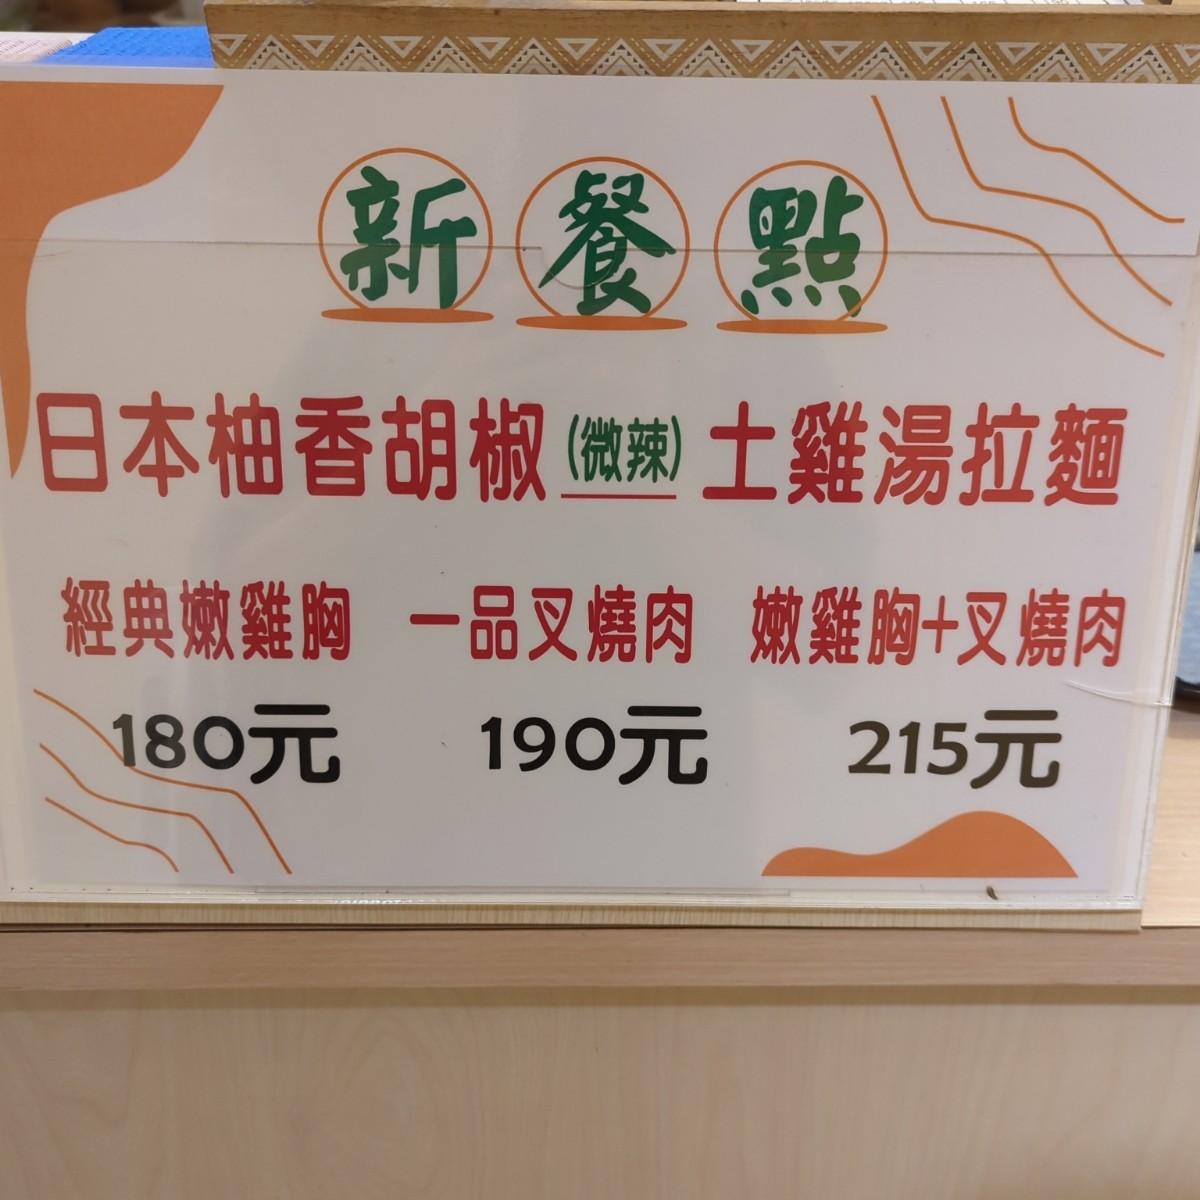 新餐點
日本柚香胡椒(微辣)土雞湯拉麵
經典嫩雞胸 一品叉燒肉 嫩雞胸+叉燒肉
180元 190元 215元